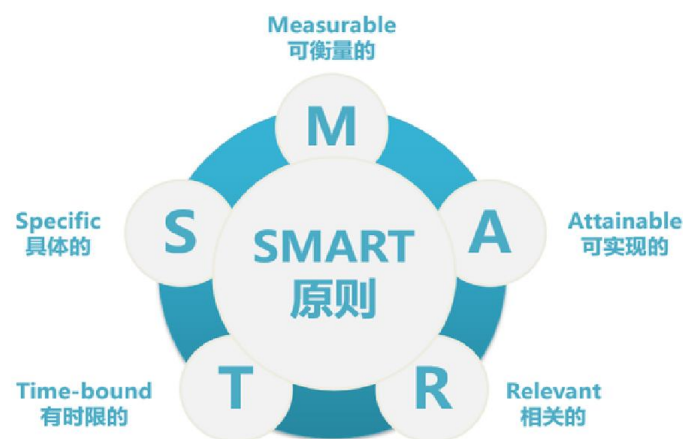 Measurable
可衡量的
M
Specific
具体的
S
A
Attainable
可实现的
SMART
原则
Time-bound
有时限的
T
R
Relevant
相关的